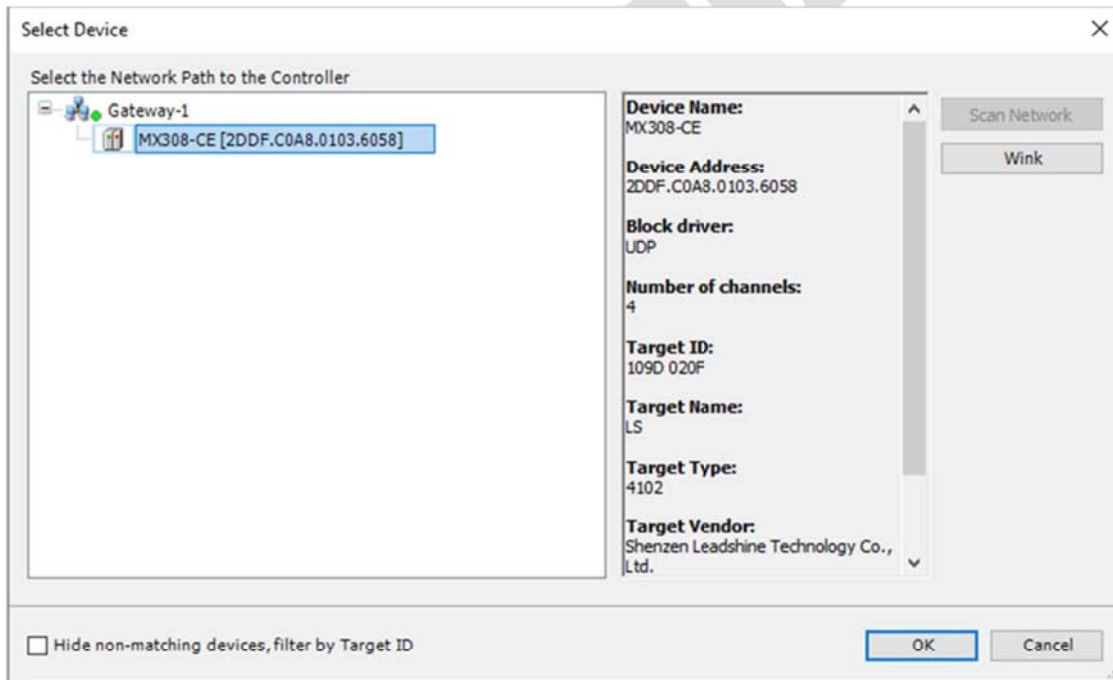 Select Device
Select the Network Path to the Controller
Gateway-1
MX308-CE [2DDF.C0A8.0103.6058]
Device Name:
MX308-CE
Device Address:
2DDF.C0A8.0103.6058
Block driver:
UDP
Number of channels:
4
Target ID:
109D 020F
Target Name:
LS
Target Type:
4102
Target Vendor:
Shenzen Leadshine Technology Co.,
Ltd.
Scan Network
Wink
Hide non-matching devices, filter by Target ID
OK
Cancel